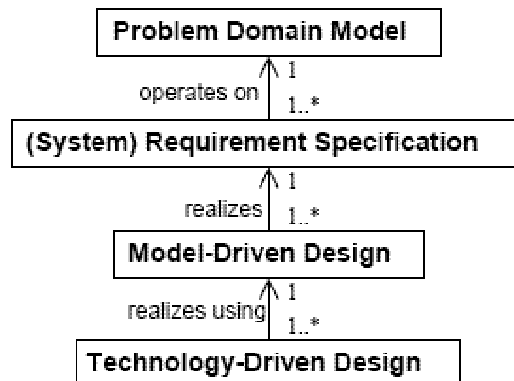 Problem Domain Model
1
operates on
1..*
(System) Requirement Specification
1
realizes
1..*
Model-Driven Design
1
realizes using
1..*
Technology-Driven Design